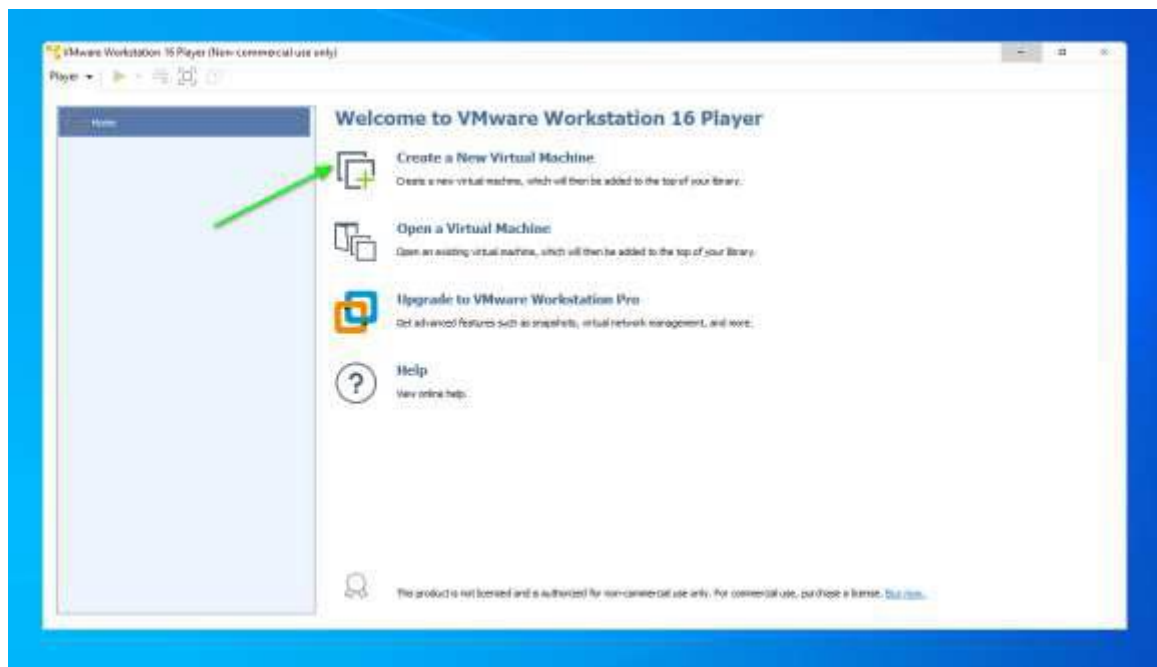 VMware Workstation 16 Player (Non-commercial use only)
Player
Home
Welcome to VMware Workstation 16 Player
Create a New Virtual Machine
Create a new virtual machine, which will then be added to the top of your library.
Open a Virtual Machine
Open an existing virtual machine, which will then be added to the top of your library.
Upgrade to VMware Workstation Pro
Get advanced features such as snapshots, virtual network management, and more.
Help
View online help.
This product is not licensed and is authorized for non-commercial use only. For commercial use, purchase a license. Buy now.